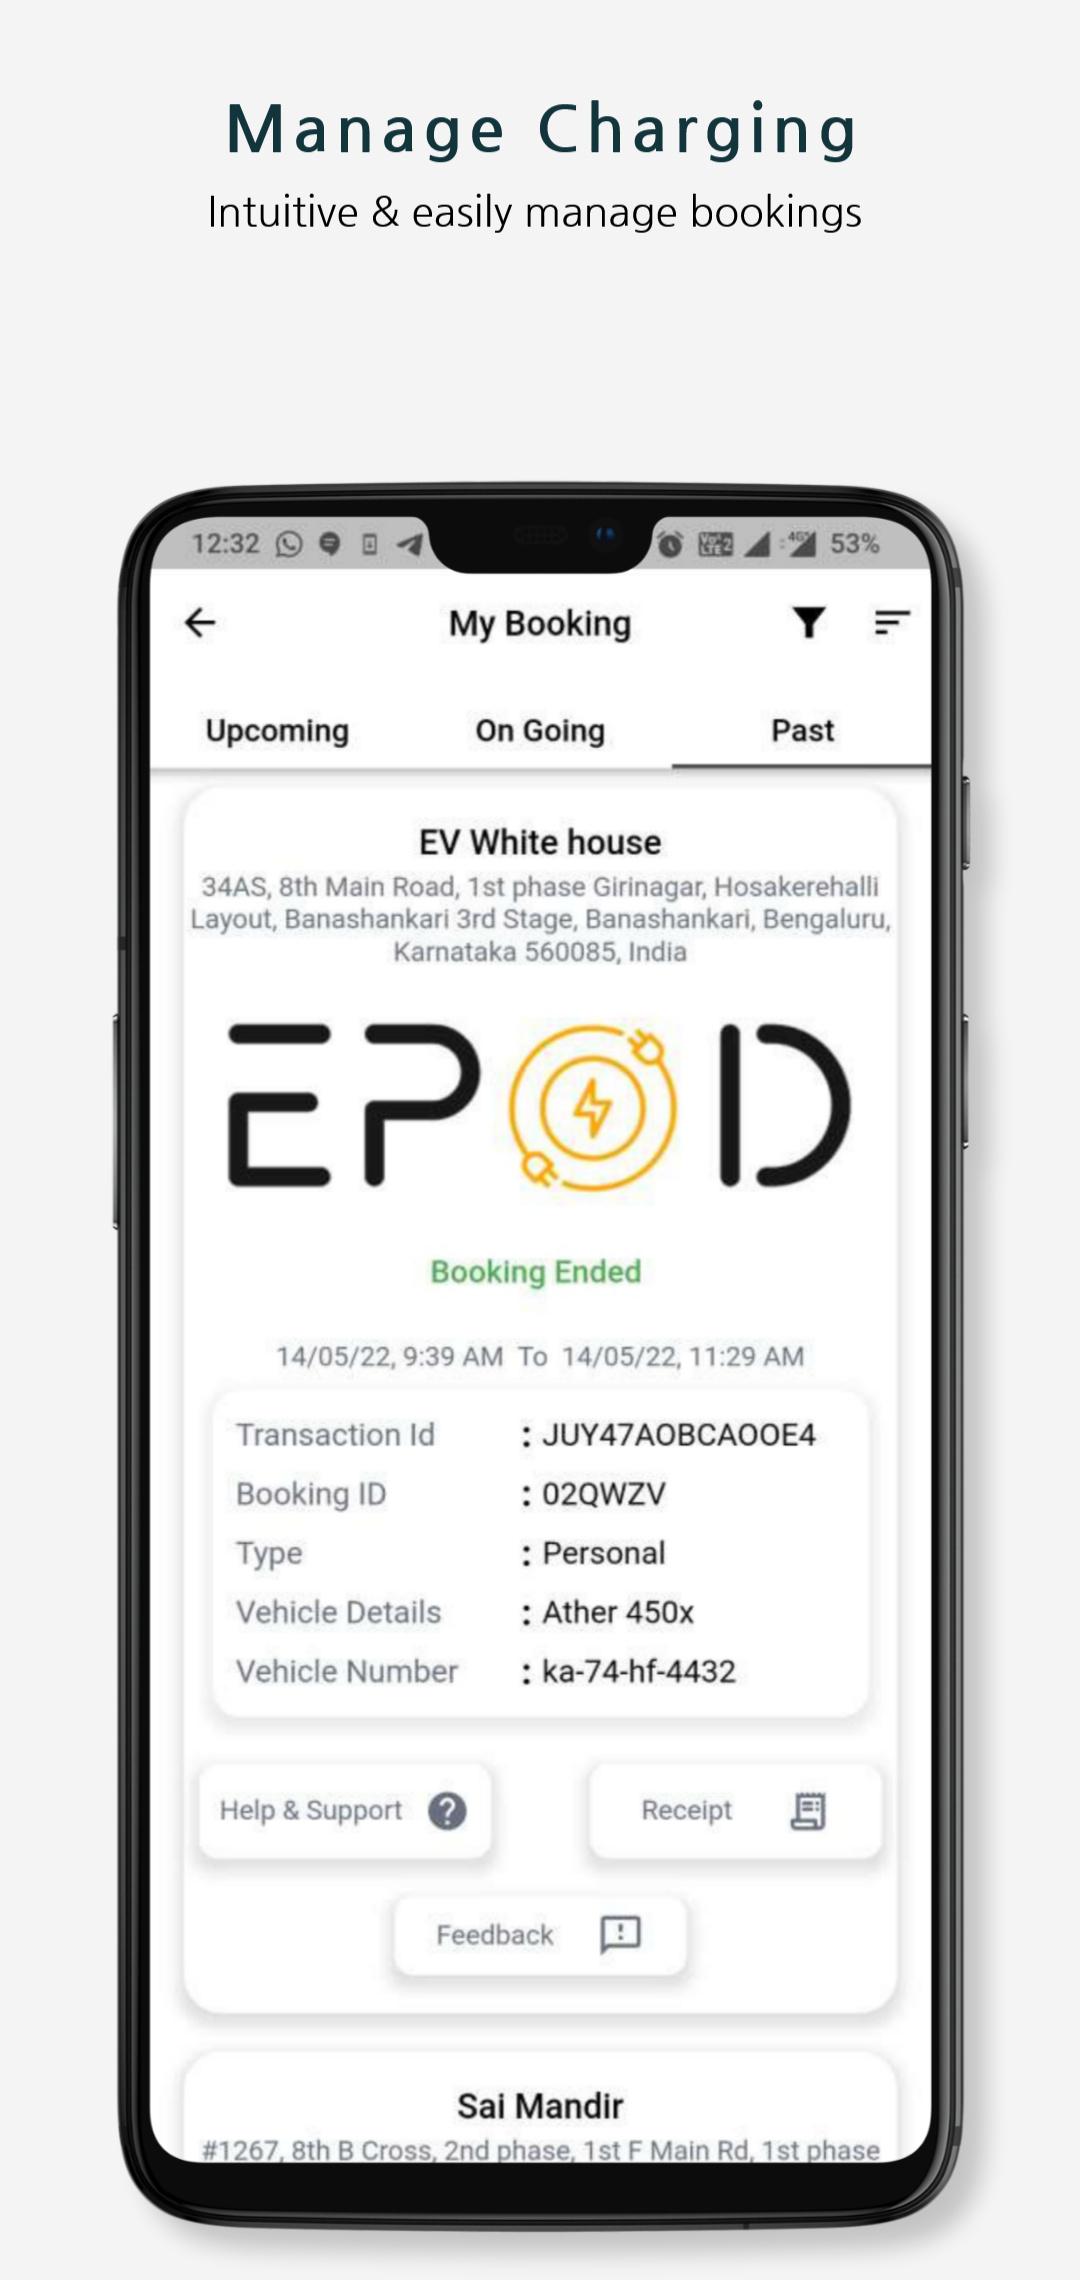 Manage Charging
Intuitive & easily manage bookings
12:32 53%
My Booking
Upcoming On Going Past
EV White house
34AS, 8th Main Road, 1st phase Girinagar, Hosakerehalli
Layout, Banashankari 3rd Stage, Banashankari, Bengaluru,
Karnataka 560085, India
EPOD
Booking Ended
14/05/22, 9:39 AM To 14/05/22, 11:29 AM
Transaction Id : JUY47AOBCAOOE4
Booking ID : 02QWZV
Type : Personal
Vehicle Details : Ather 450x
Vehicle Number : ka-74-hf-4432
Help & Support Receipt
Feedback
Sai Mandir
#1267, 8th B Cross, 2nd phase, 1st F Main Rd, 1st phase